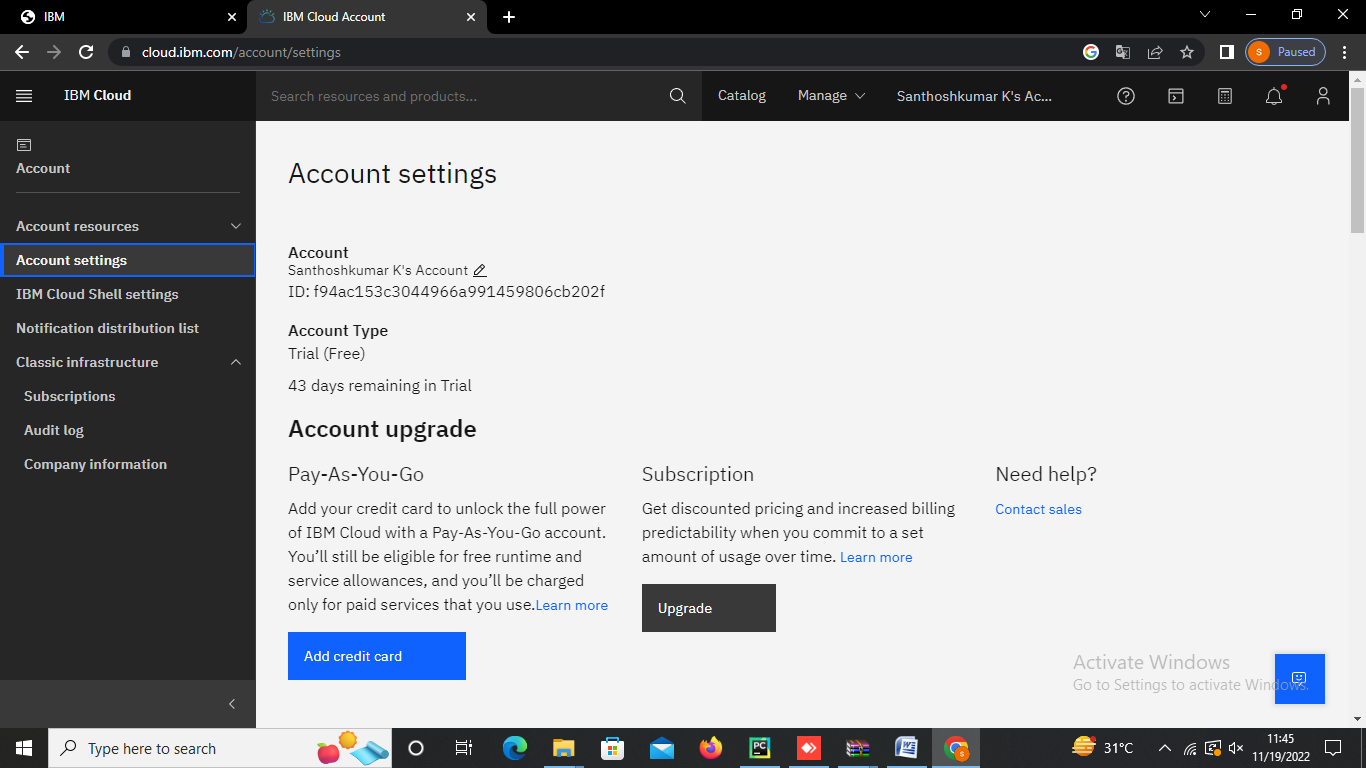 IBM
IBM Cloud Account
cloud.ibm.com/account/settings
S Paused
IBM Cloud
Search resources and products...
Catalog
Manage
Santhoshkumar K's Ac...
Account
Account resources
Account settings
IBM Cloud Shell settings
Notification distribution list
Classic infrastructure
Subscriptions
Audit log
Company information
Account settings
Account
Santhoshkumar K's Account
ID: f94ac153c3044966a991459806cb202f
Account Type
Trial (Free)
43 days remaining in Trial
Account upgrade
Pay-As-You-Go
Add your credit card to unlock the full power
of IBM Cloud with a Pay-As-You-Go account.
You’ll still be eligible for free runtime and
service allowances, and you’ll be charged
only for paid services that you use.Learn more
Add credit card
Subscription
Get discounted pricing and increased billing
predictability when you commit to a set
amount of usage over time. Learn more
Upgrade
Need help?
Contact sales
Activate Windows
Go to Settings to activate Windows.
Type here to search
PC
W
S
31°C
11:45
11/19/2022